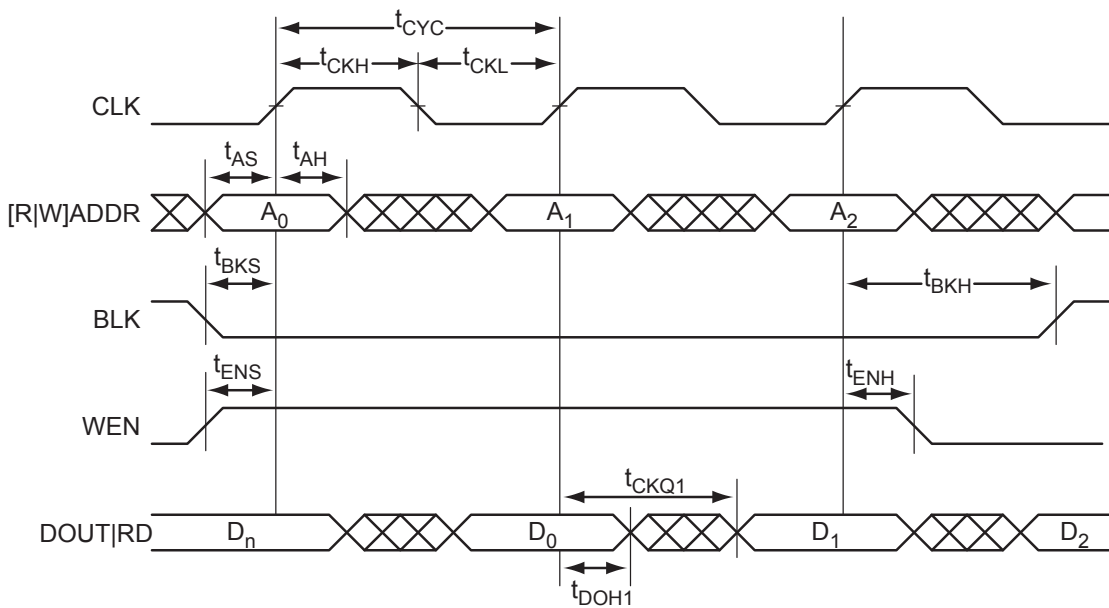 tCYC
tCKH tCKL
CLK
tAS tAH
[R|W]ADDR A0 A1 A2
tBKS tBKH
BLK
tENS tENH
WEN
tCKQ1
DOUT|RD Dn D0 D1 D2
tDOH1